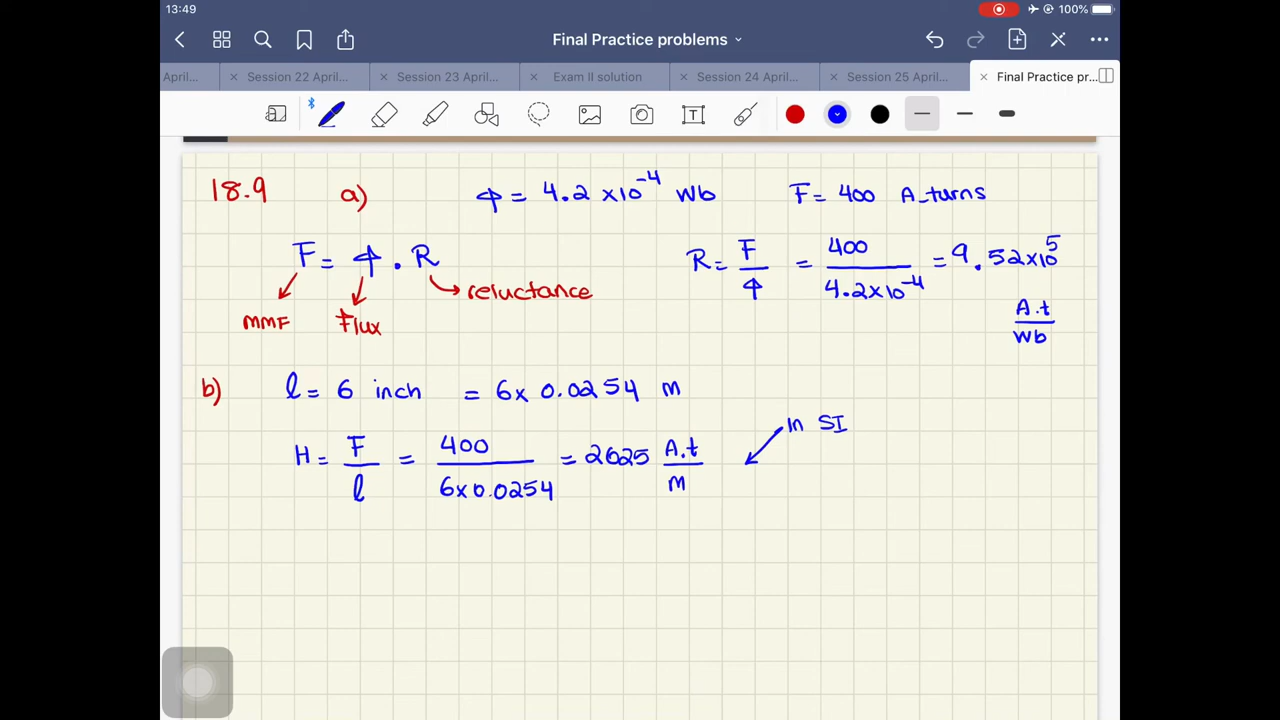 13:49
100%
Final Practice problems
April...
Session 22 April...
Session 23 April...
Exam II solution
Session 24 April...
Session 25 April...
Final Practice pr...
18.9 a) φ = 4.2 x10^-4 Wb F = 400 A_turns
F = φ . R R = F/φ = 400/4.2x10^-4 = 9.52x10^5 A.t/Wb
MMF Flux reluctance
b) l = 6 inch = 6x 0.0254 m
H = F/l = 400/6x0.0254 = 2625 A.t/m In SI